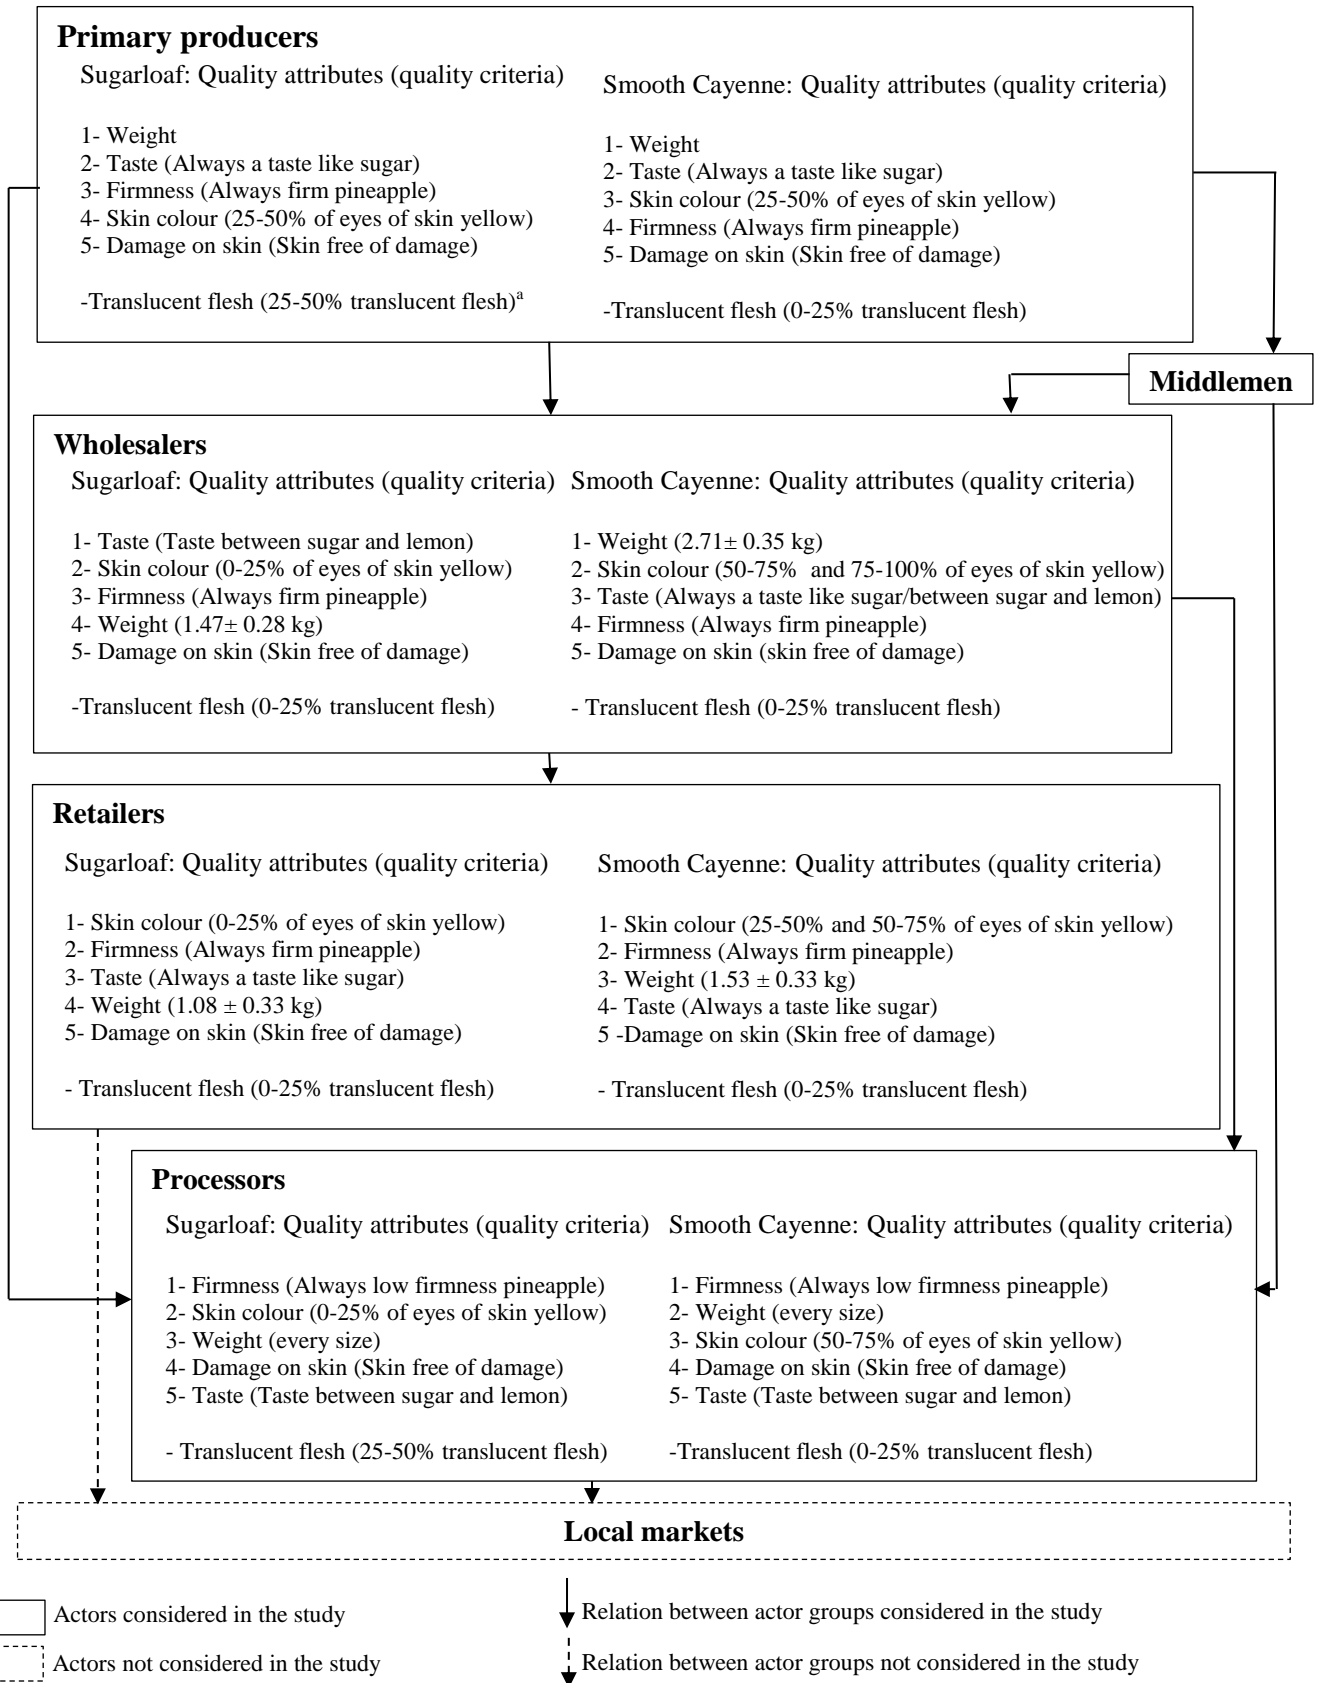 Primary producers
Sugarloaf: Quality attributes (quality criteria)
1- Weight
2- Taste (Always a taste like sugar)
3- Firmness (Always firm pineapple)
4- Skin colour (25-50% of eyes of skin yellow)
5- Damage on skin (Skin free of damage)
-Translucent flesh (25-50% translucent flesh)ᵃ
Smooth Cayenne: Quality attributes (quality criteria)
1- Weight
2- Taste (Always a taste like sugar)
3- Skin colour (25-50% of eyes of skin yellow)
4- Firmness (Always firm pineapple)
5- Damage on skin (Skin free of damage)
-Translucent flesh (0-25% translucent flesh)
Middlemen
Wholesalers
Sugarloaf: Quality attributes (quality criteria)
1- Taste (Taste between sugar and lemon)
2- Skin colour (0-25% of eyes of skin yellow)
3- Firmness (Always firm pineapple)
4- Weight (1.47± 0.28 kg)
5- Damage on skin (Skin free of damage)
-Translucent flesh (0-25% translucent flesh)
Smooth Cayenne: Quality attributes (quality criteria)
1- Weight (2.71± 0.35 kg)
2- Skin colour (50-75%  and 75-100% of eyes of skin yellow)
3- Taste (Always a taste like sugar/between sugar and lemon)
4- Firmness (Always firm pineapple)
5- Damage on skin (skin free of damage)
- Translucent flesh (0-25% translucent flesh)
Retailers
Sugarloaf: Quality attributes (quality criteria)
1- Skin colour (0-25% of eyes of skin yellow)
2- Firmness (Always firm pineapple)
3- Taste (Always a taste like sugar)
4- Weight (1.08 ± 0.33 kg)
5- Damage on skin (Skin free of damage)
- Translucent flesh (0-25% translucent flesh)
Smooth Cayenne: Quality attributes (quality criteria)
1- Skin colour (25-50% and 50-75% of eyes of skin yellow)
2- Firmness (Always firm pineapple)
3- Weight (1.53 ± 0.33 kg)
4- Taste (Always a taste like sugar)
5 -Damage on skin (Skin free of damage)
- Translucent flesh (0-25% translucent flesh)
Processors
Sugarloaf: Quality attributes (quality criteria)
1- Firmness (Always low firmness pineapple)
2- Skin colour (0-25% of eyes of skin yellow)
3- Weight (every size)
4- Damage on skin (Skin free of damage)
5- Taste (Taste between sugar and lemon)
- Translucent flesh (25-50% translucent flesh)
Smooth Cayenne: Quality attributes (quality criteria)
1- Firmness (Always low firmness pineapple)
2- Weight (every size)
3- Skin colour (50-75% of eyes of skin yellow)
4- Damage on skin (Skin free of damage)
5- Taste (Taste between sugar and lemon)
-Translucent flesh (0-25% translucent flesh)
Local markets
Actors considered in the study
Relation between actor groups considered in the study
Actors not considered in the study
Relation between actor groups not considered in the study